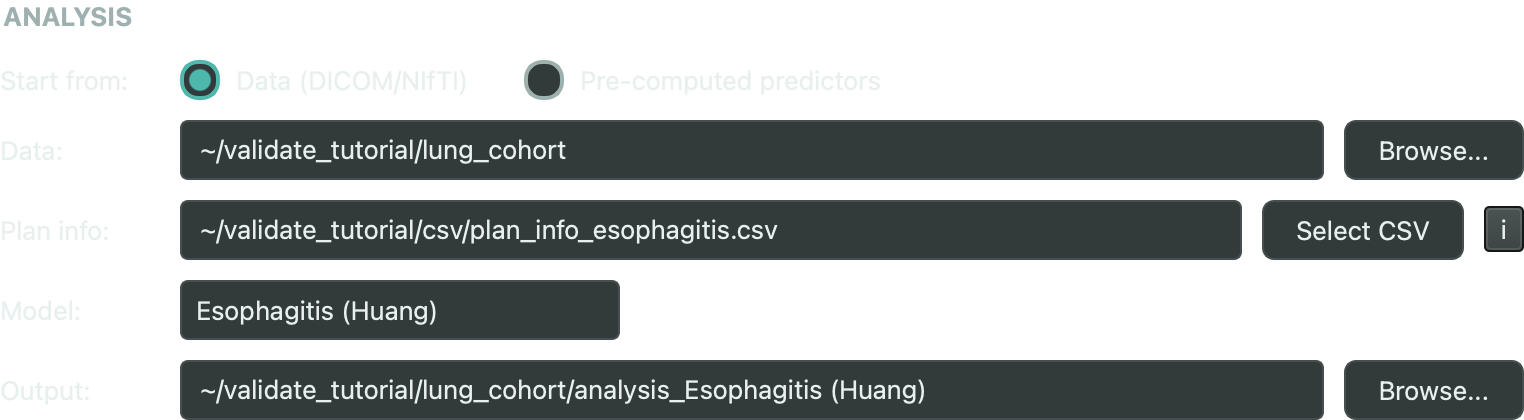 ANALYSIS
Start from: Data (DICOM/NIfTI) Pre-computed predictors
Data: ~/validate_tutorial/lung_cohort Browse...
Plan info: ~/validate_tutorial/csv/plan_info_esophagitis.csv Select CSV i
Model: Esophagitis (Huang)
Output: ~/validate_tutorial/lung_cohort/analysis_Esophagitis (Huang) Browse...